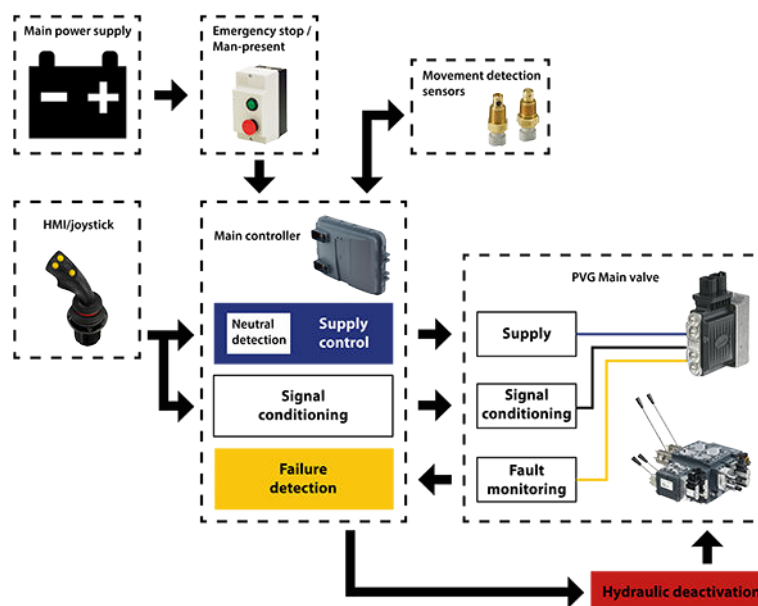 Main power supply
Emergency stop /
Man-present
Movement detection
sensors
HMI/joystick
Main controller
Neutral
detection
Supply
control
Signal
conditioning
Failure
detection
PVG Main valve
Supply
Signal
conditioning
Fault
monitoring
Hydraulic deactivation